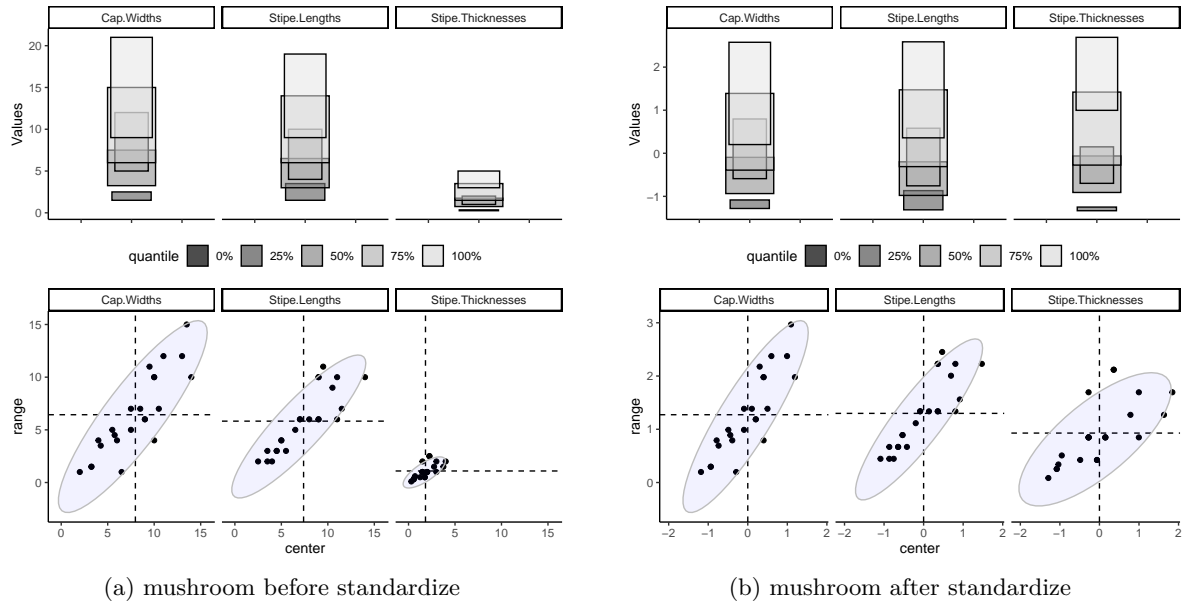 Cap.Widths Stipe.Lengths Stipe.Thicknesses
Values
20
15
10
5
0
quantile 0% 25% 50% 75% 100%
Cap.Widths Stipe.Lengths Stipe.Thicknesses
range
15
10
5
0
0 5 10 15 0 5 10 15 0 5 10 15
center
(a) mushroom before standardize
Cap.Widths Stipe.Lengths Stipe.Thicknesses
Values
2
1
0
−1
quantile 0% 25% 50% 75% 100%
Cap.Widths Stipe.Lengths Stipe.Thicknesses
range
3
2
1
0
−2 −1 0 1 2 −2 −1 0 1 2 −2 −1 0 1 2
center
(b) mushroom after standardize